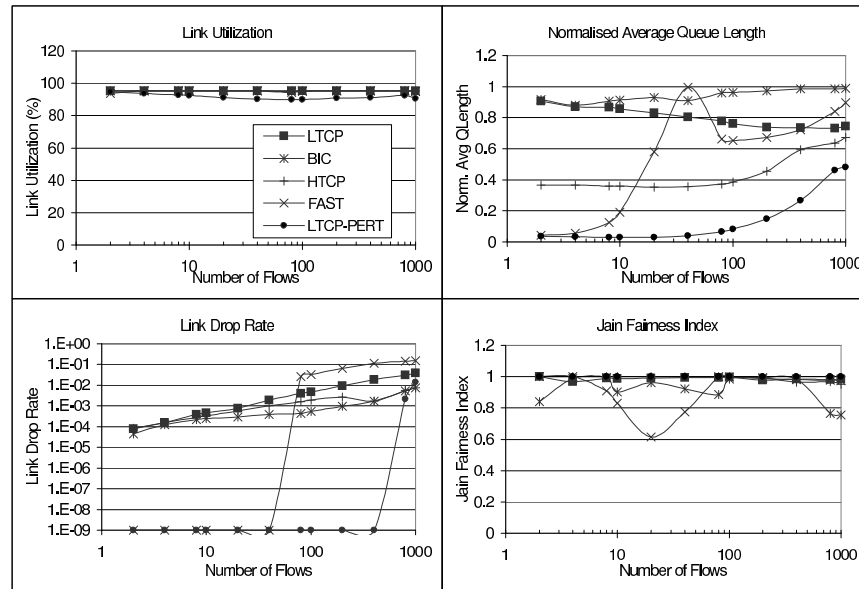 Link Utilization
Link Utilization (%)
120
100
80
60
40
20
0
LTCP
BIC
HTCP
FAST
LTCP-PERT
1
10
100
1000
Number of Flows
Normalised Average Queue Length
Norm. Avg QLength
1.2
1
0.8
0.6
0.4
0.2
0
1
10
100
1000
Number of Flows
Link Drop Rate
Link Drop Rate
1.E+00
1.E-01
1.E-02
1.E-03
1.E-04
1.E-05
1.E-06
1.E-07
1.E-08
1.E-09
1
10
100
1000
Number of Flows
Jain Fairness Index
Jain Fairness Index
1.2
1
0.8
0.6
0.4
0.2
0
1
10
100
1000
Number of Flows